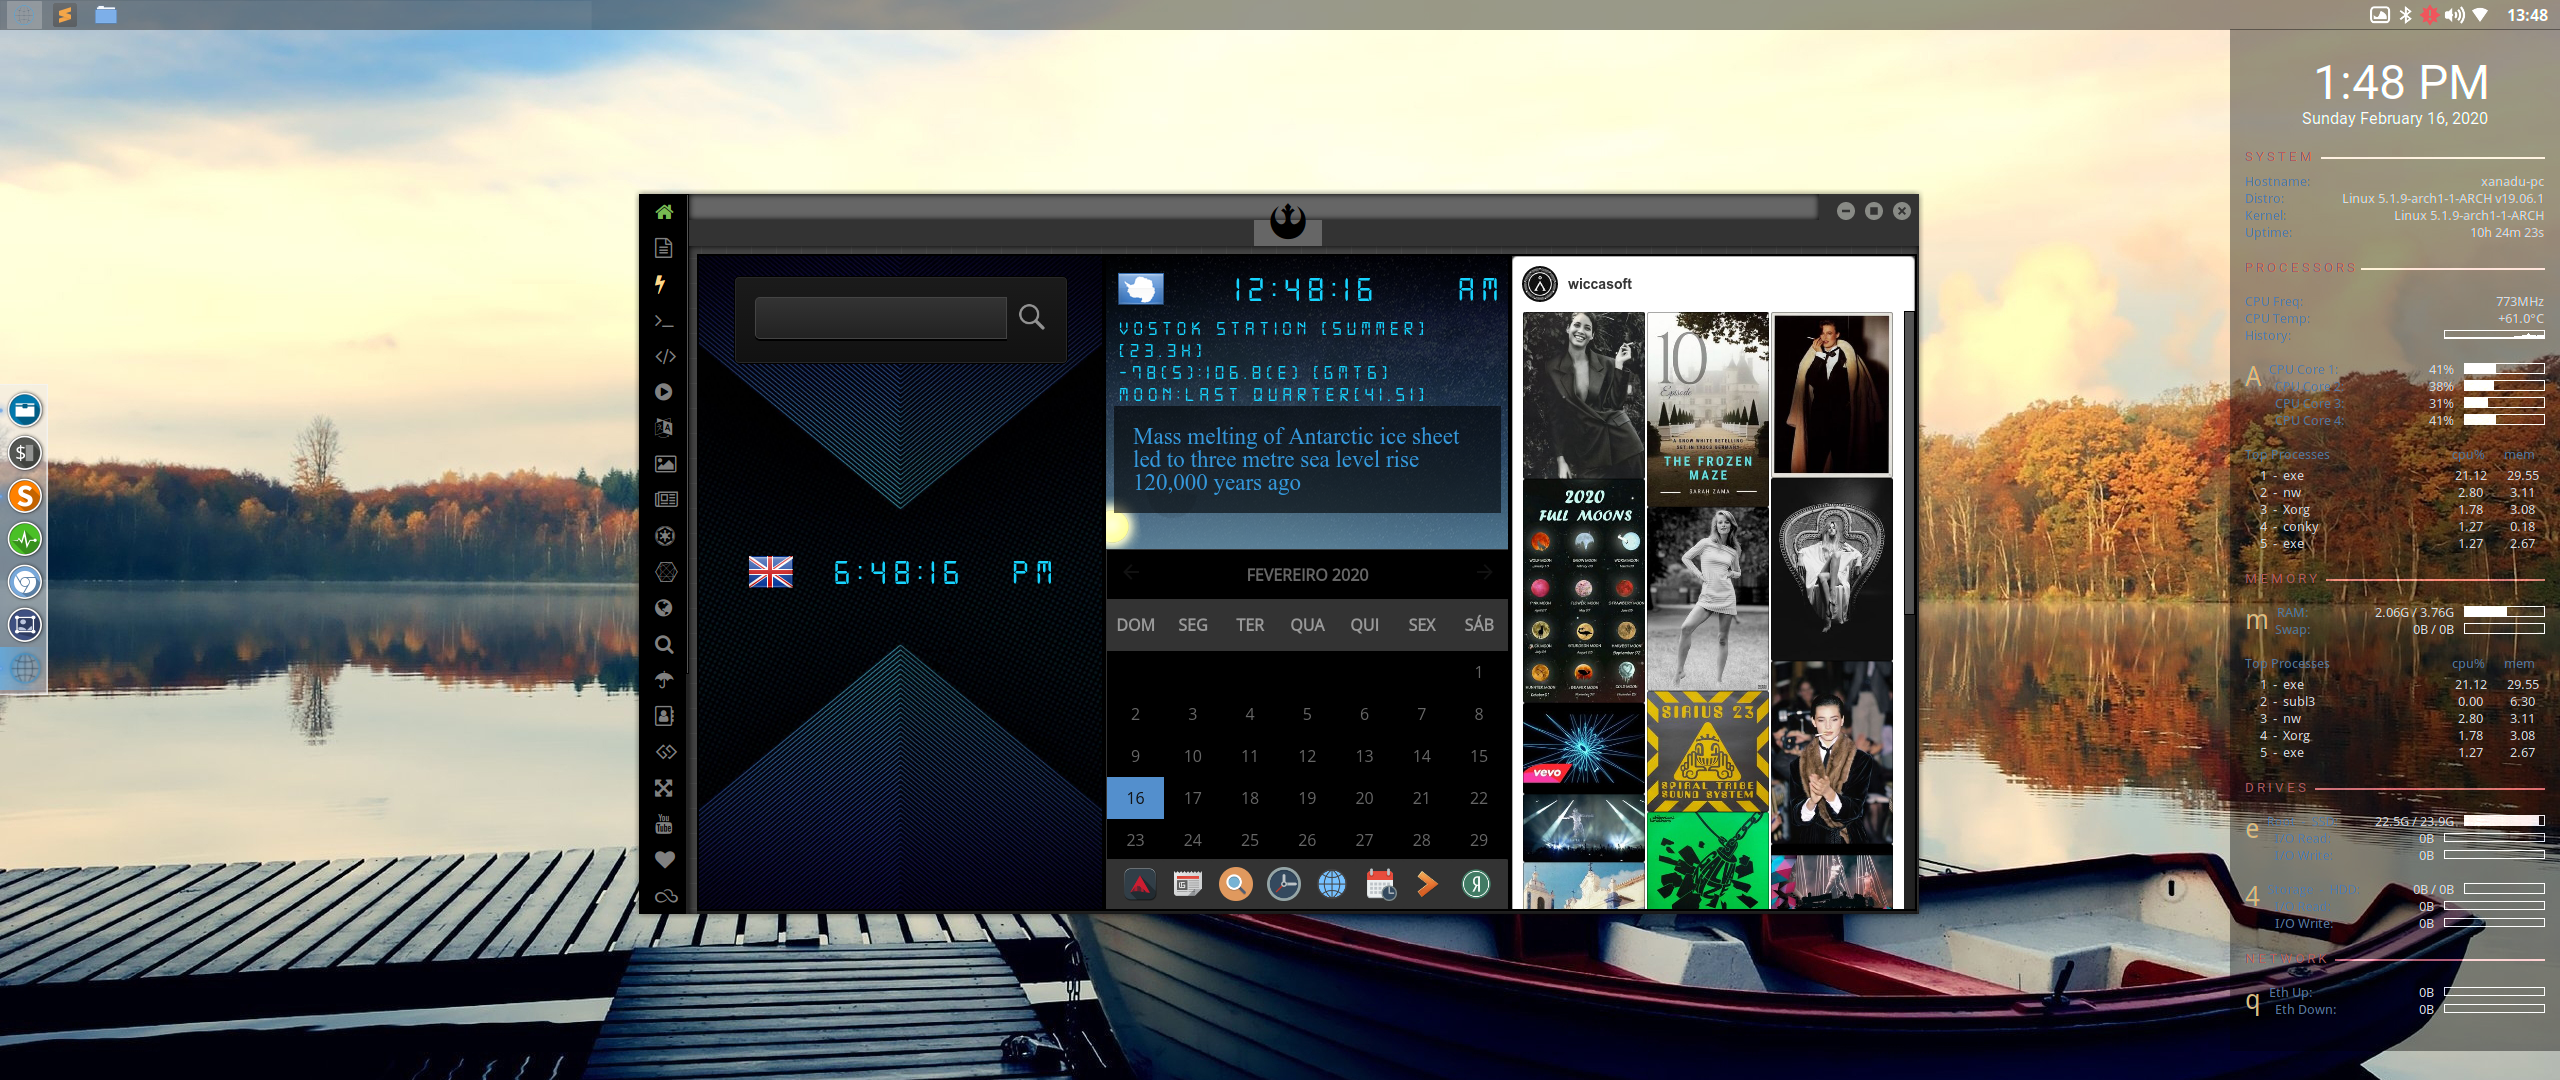 13:48
1:48 PM
Sunday February 16, 2020
SYSTEM
Hostname: xanadu-pc
Distro: Linux 5.1.9-arch1-1-ARCH v19.06.1
Kernel: Linux 5.1.9-arch1-1-ARCH
Uptime: 10h 24m 23s
PROCESSORS
CPU Freq: 773MHz
CPU Temp: +61.0°C
History:
A CPU Core 1: 41%
CPU Core 2: 38%
CPU Core 3: 31%
CPU Core 4: 41%
Top Processes cpu% mem
1 - exe 21.12 29.55
2 - nw 2.80 3.11
3 - Xorg 1.78 3.08
4 - conky 1.27 0.18
5 - exe 1.27 2.67
MEMORY
m RAM: 2.06G / 3.76G
Swap: 0B / 0B
Top Processes cpu% mem
1 - exe 21.12 29.55
2 - subl3 0.00 6.30
3 - nw 2.80 3.11
4 - Xorg 1.78 3.08
5 - exe 1.27 2.67
DRIVES
e 22.5G / 23.9G
I/O Read: 0B
I/O Write: 0B
4 0B / 0B
I/O Read: 0B
I/O Write: 0B
NETWORK
q Eth Up: 0B
Eth Down: 0B
You
Tube
6:48:16 PM
12:48:16 AM
VOSTOK STATION (SUMMER)
(23.3H)
-78(S):106.8(E) (GMT6)
MOON:LAST QUARTER(41.51)
Mass melting of Antarctic ice sheet
led to three metre sea level rise
120,000 years ago
FEVEREIRO 2020
DOM SEG TER QUA QUI SEX SÁB
1
2 3 4 5 6 7 8
9 10 11 12 13 14 15
16 17 18 19 20 21 22
23 24 25 26 27 28 29
wiccasoft
10
Episode
A SNOW WHITE RETELLING
SET IN 1920S GERMANY
THE FROZEN
MAZE
SARAH ZAMA
2020
FULL MOONS
vevo
SIRIUS 23
SPIRAL TRIBE
SOUND SYSTEM